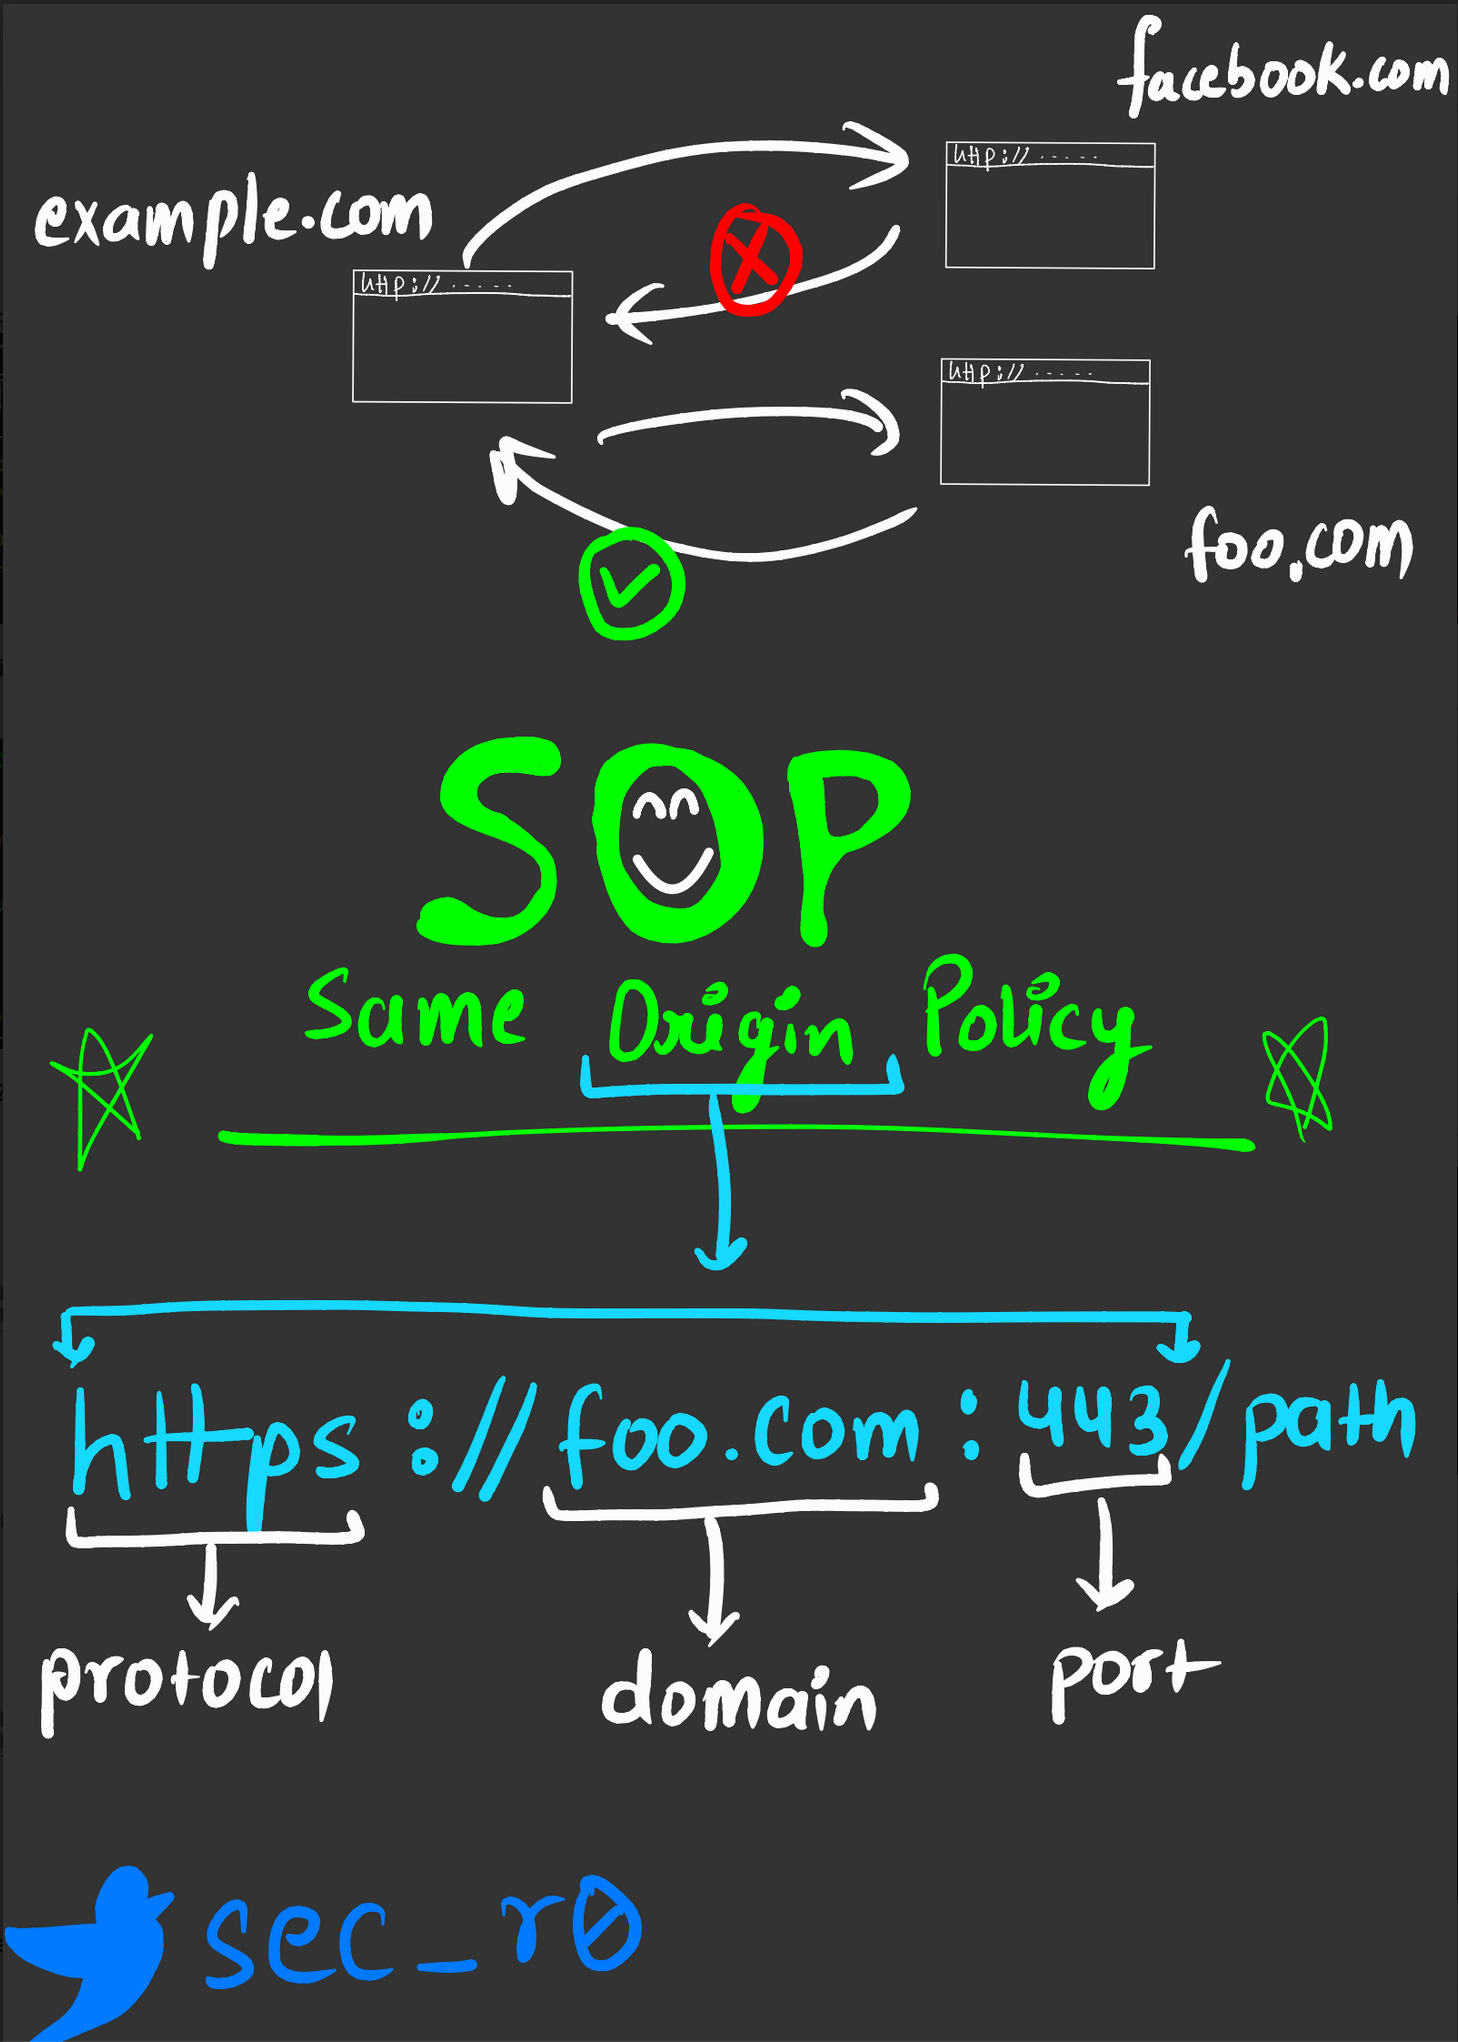 facebook.com
http://.....
example.com
http://.....
http://.....
foo.com
SOP
Same Origin Policy
https://foo.com:443/path
protocol
domain
port
sec_r0